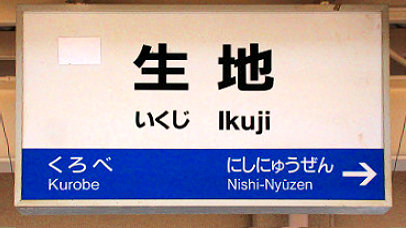 生地
いくじ Ikuji
くろべ にしにゅうぜん
Kurobe Nishi-Nyūzen